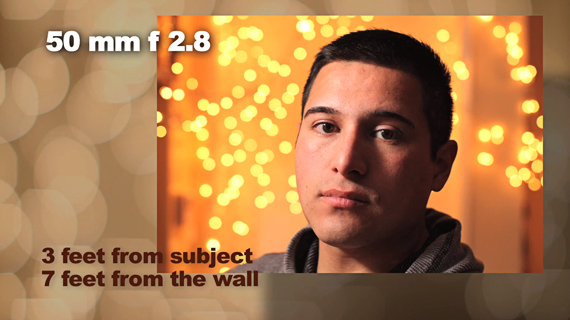 50 mm f 2.8
3 feet from subject
7 feet from the wall